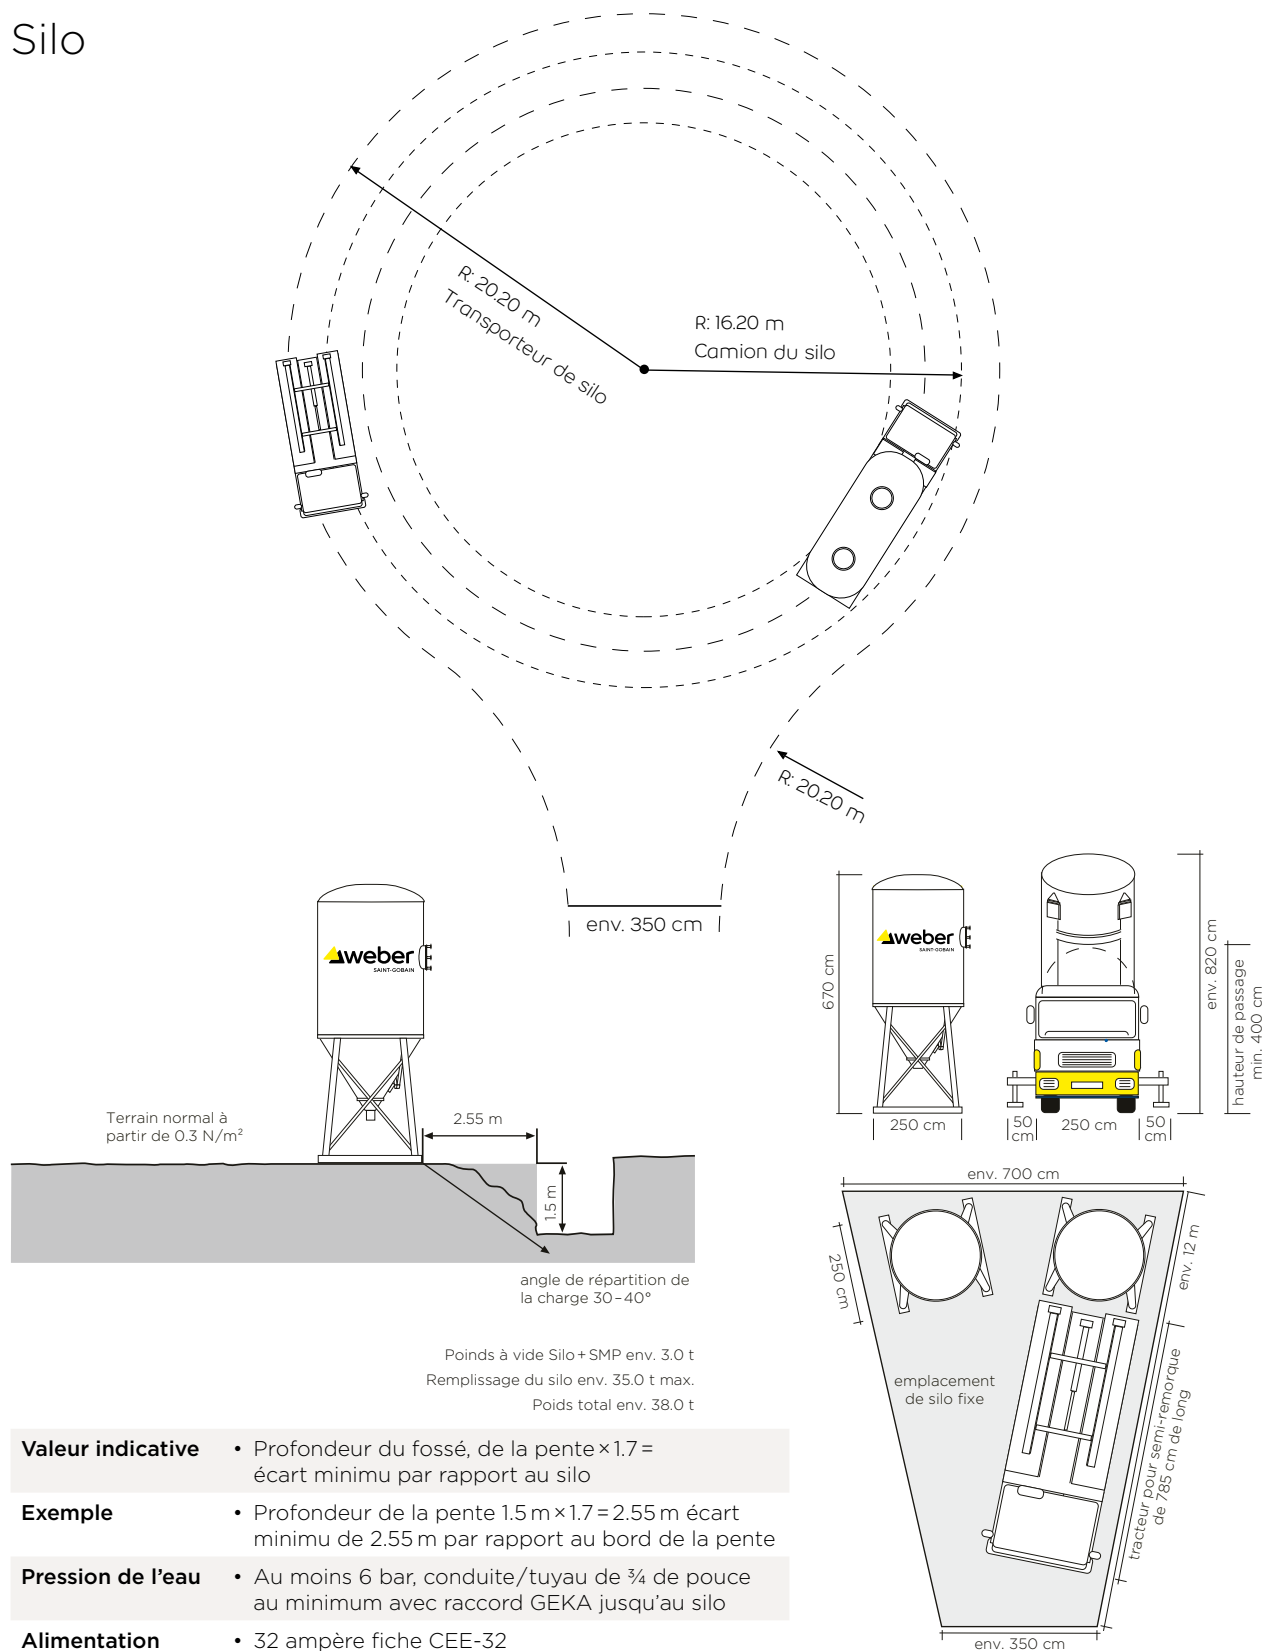 Silo
R: 20.20 m
Transporteur de silo
R: 16.20 m
Camion du silo
R: 20.20 m
env. 350 cm
weber
SAINT-GOBAIN
Terrain normal à
partir de 0.3 N/m²
2.55 m
1.5 m
angle de répartition de
la charge 30–40°
670 cm
weber
SAINT-GOBAIN
250 cm
50
cm
250 cm
50
cm
env. 820 cm
hauteur de passage
min. 400 cm
env. 700 cm
250 cm
env. 12 m
emplacement
de silo fixe
tracteur pour semi-remorque
de 785 cm de long
env. 350 cm
Poinds à vide Silo + SMP env. 3.0 t
Remplissage du silo env. 35.0 t max.
Poids total env. 38.0 t
Valeur indicative • Profondeur du fossé, de la pente × 1.7 =
écart minimu par rapport au silo
Exemple • Profondeur de la pente 1.5 m × 1.7 = 2.55 m écart
minimu de 2.55 m par rapport au bord de la pente
Pression de l'eau • Au moins 6 bar, conduite/tuyau de ¾ de pouce
au minimum avec raccord GEKA jusqu'au silo
Alimentation • 32 ampère fiche CEE-32